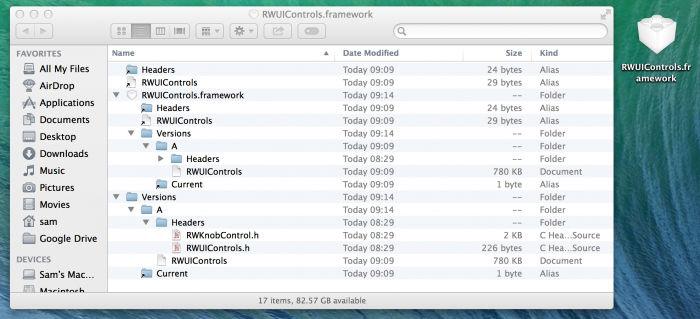 RWUIControls.framework
FAVORITES
All My Files
AirDrop
Applications
Documents
Desktop
Downloads
Music
Pictures
Movies
sam
Google Drive
DEVICES
Sam's Mac...
Macintosh
Name Date Modified Size Kind
Headers Today 09:09 24 bytes Alias
RWUIControls Today 09:09 29 bytes Alias
RWUIControls.framework Today 09:14 -- Folder
Headers Today 09:09 24 bytes Alias
RWUIControls Today 09:09 29 bytes Alias
Versions Today 09:14 -- Folder
A Today 09:14 -- Folder
Headers Today 08:29 -- Folder
RWUIControls Today 09:09 780 KB Document
Current Today 09:09 1 byte Alias
Versions Today 09:14 -- Folder
A Today 09:14 -- Folder
Headers Today 08:29 -- Folder
RWKnobControl.h Today 08:29 2 KB C Hea...Source
RWUIControls.h Today 08:29 226 bytes C Hea...Source
RWUIControls Today 09:09 780 KB Document
Current Today 09:09 1 byte Alias
17 items, 82.57 GB available
RWUIControls.fr
amework